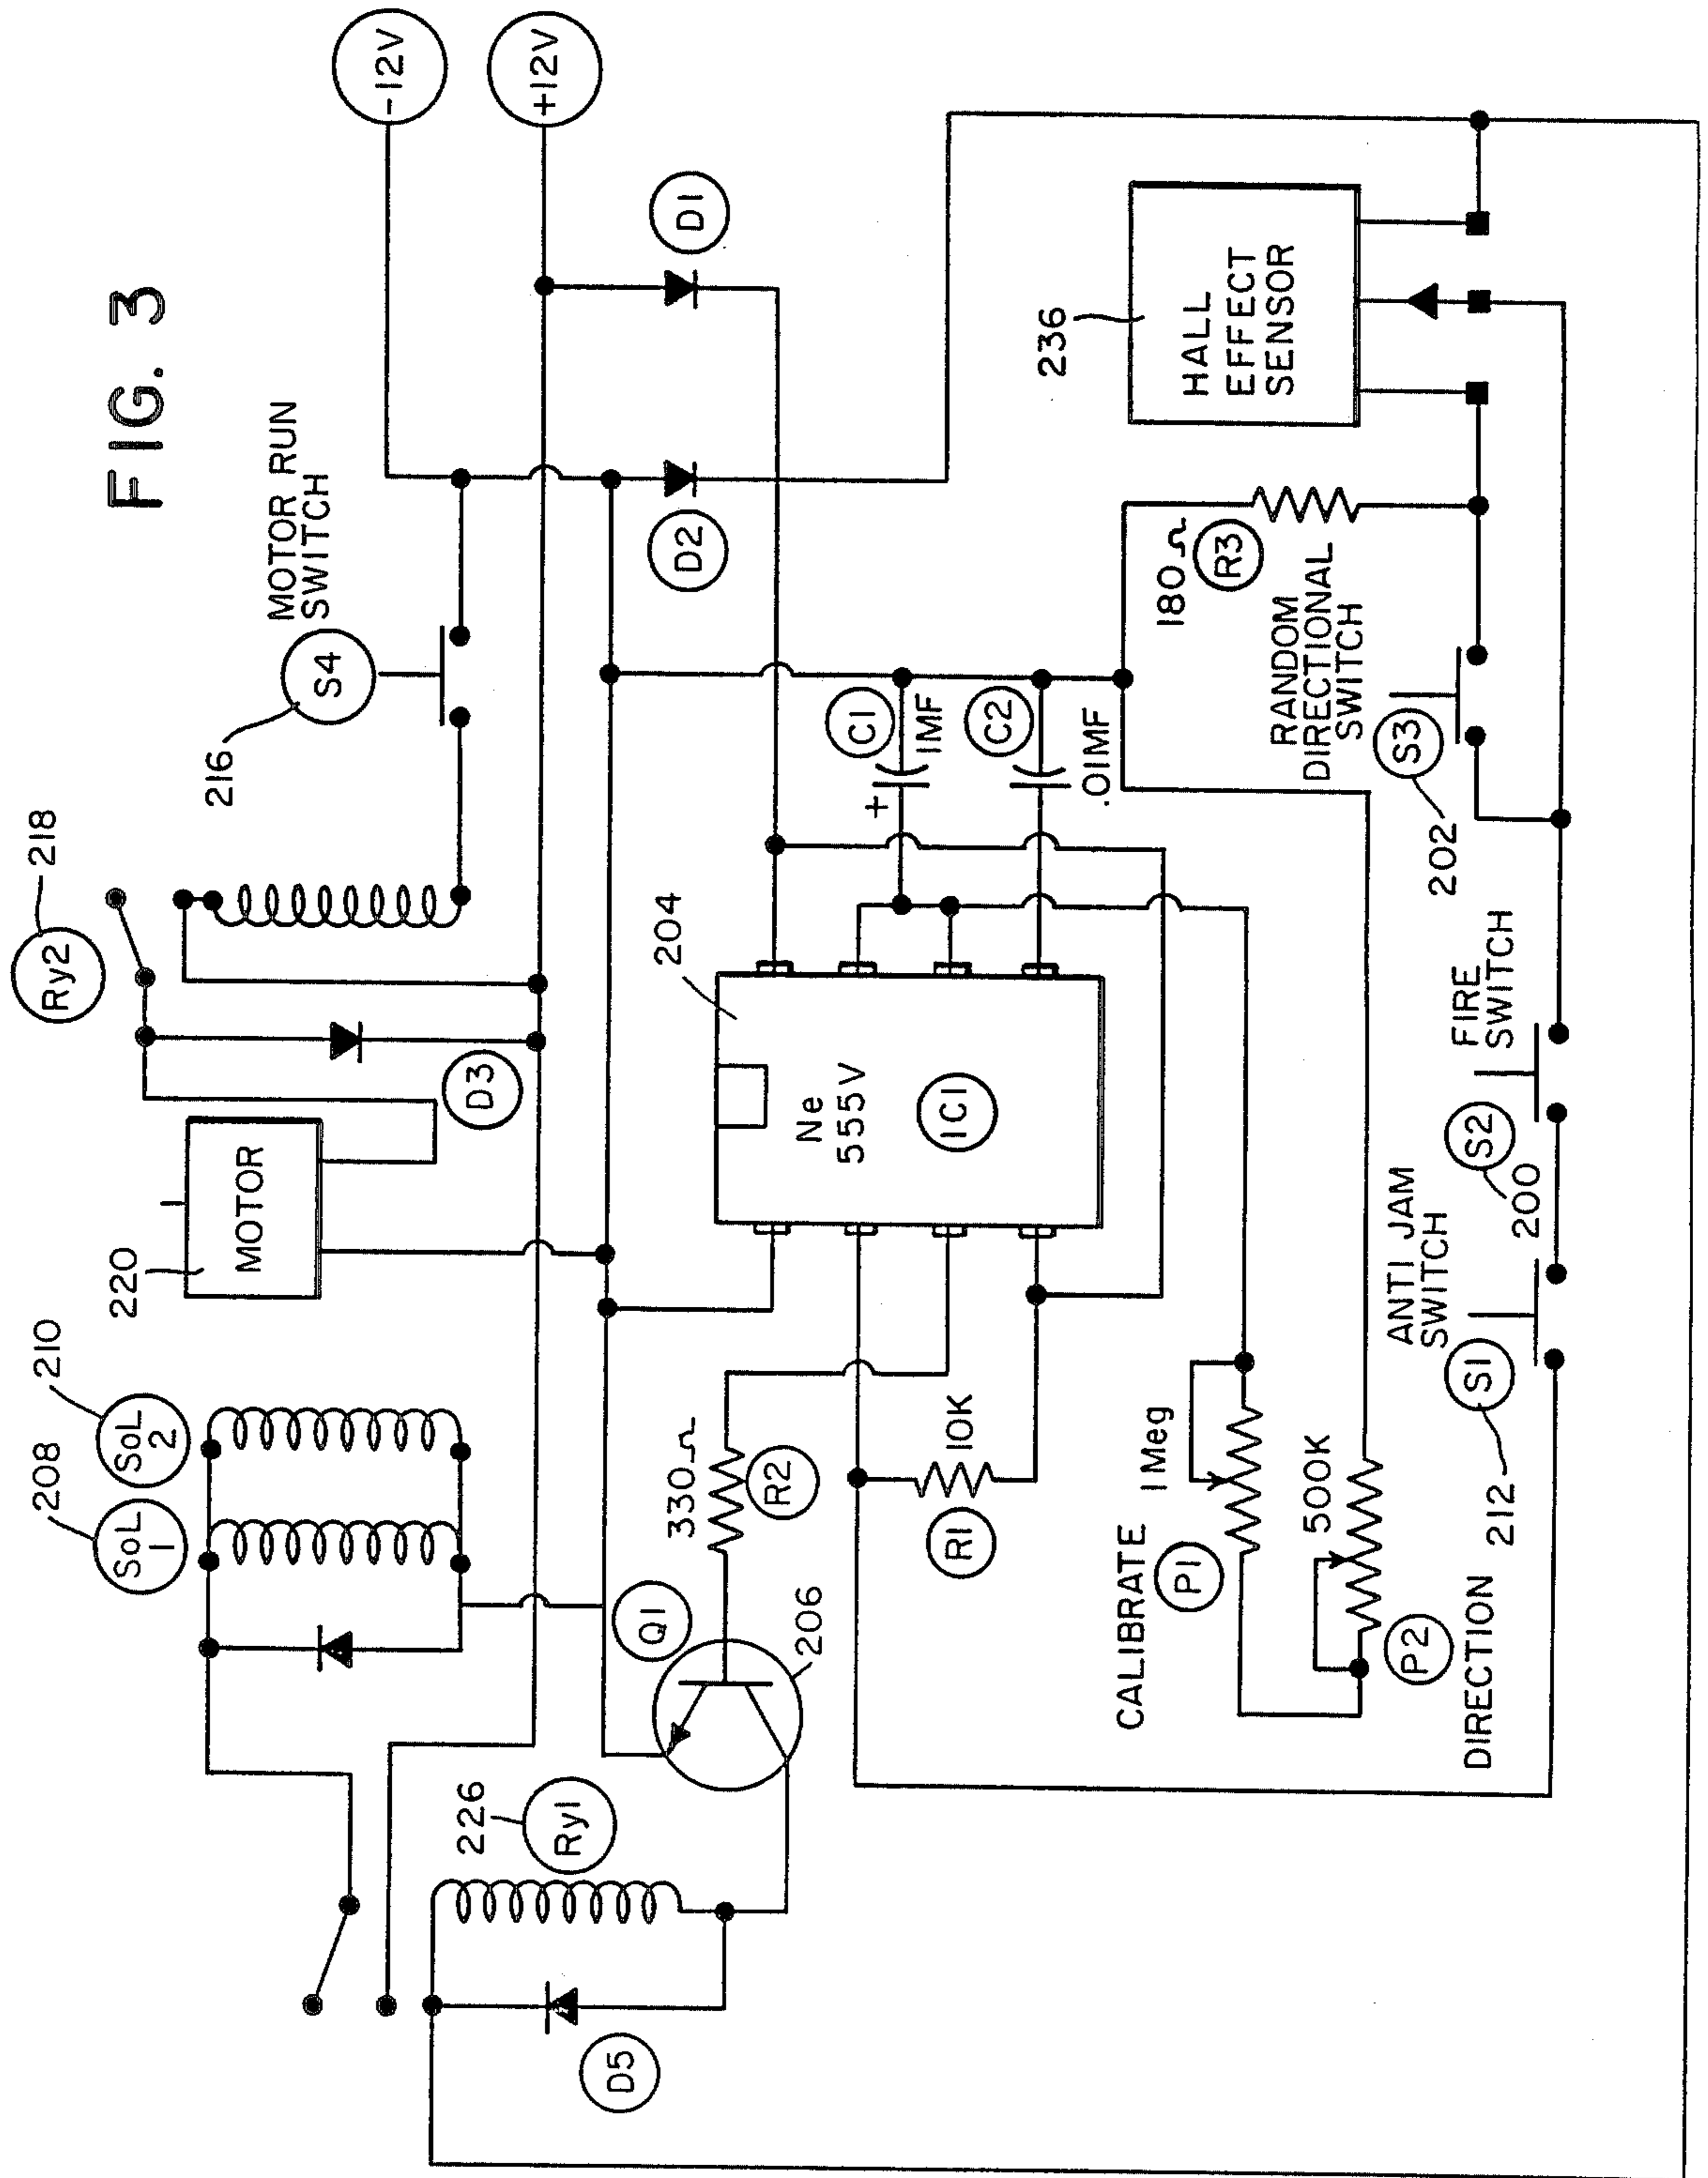 FIG. 3
-12V
+12V
MOTOR RUN
SWITCH
S4
216
218
Ry2
D1
D2
D3
MOTOR
220
210
SoL
2
208
SoL
1
236
HALL
EFFECT
SENSOR
180Ω
R3
RANDOM
DIRECTIONAL
SWITCH
S3
202
C1
1MF
+
C2
.01MF
204
Ne
555V
IC1
FIRE
SWITCH
S2
200
ANTI JAM
SWITCH
S1
212
330Ω
R2
10K
R1
Q1
206
1Meg
CALIBRATE
P1
500K
P2
DIRECTION
226
Ry1
D5